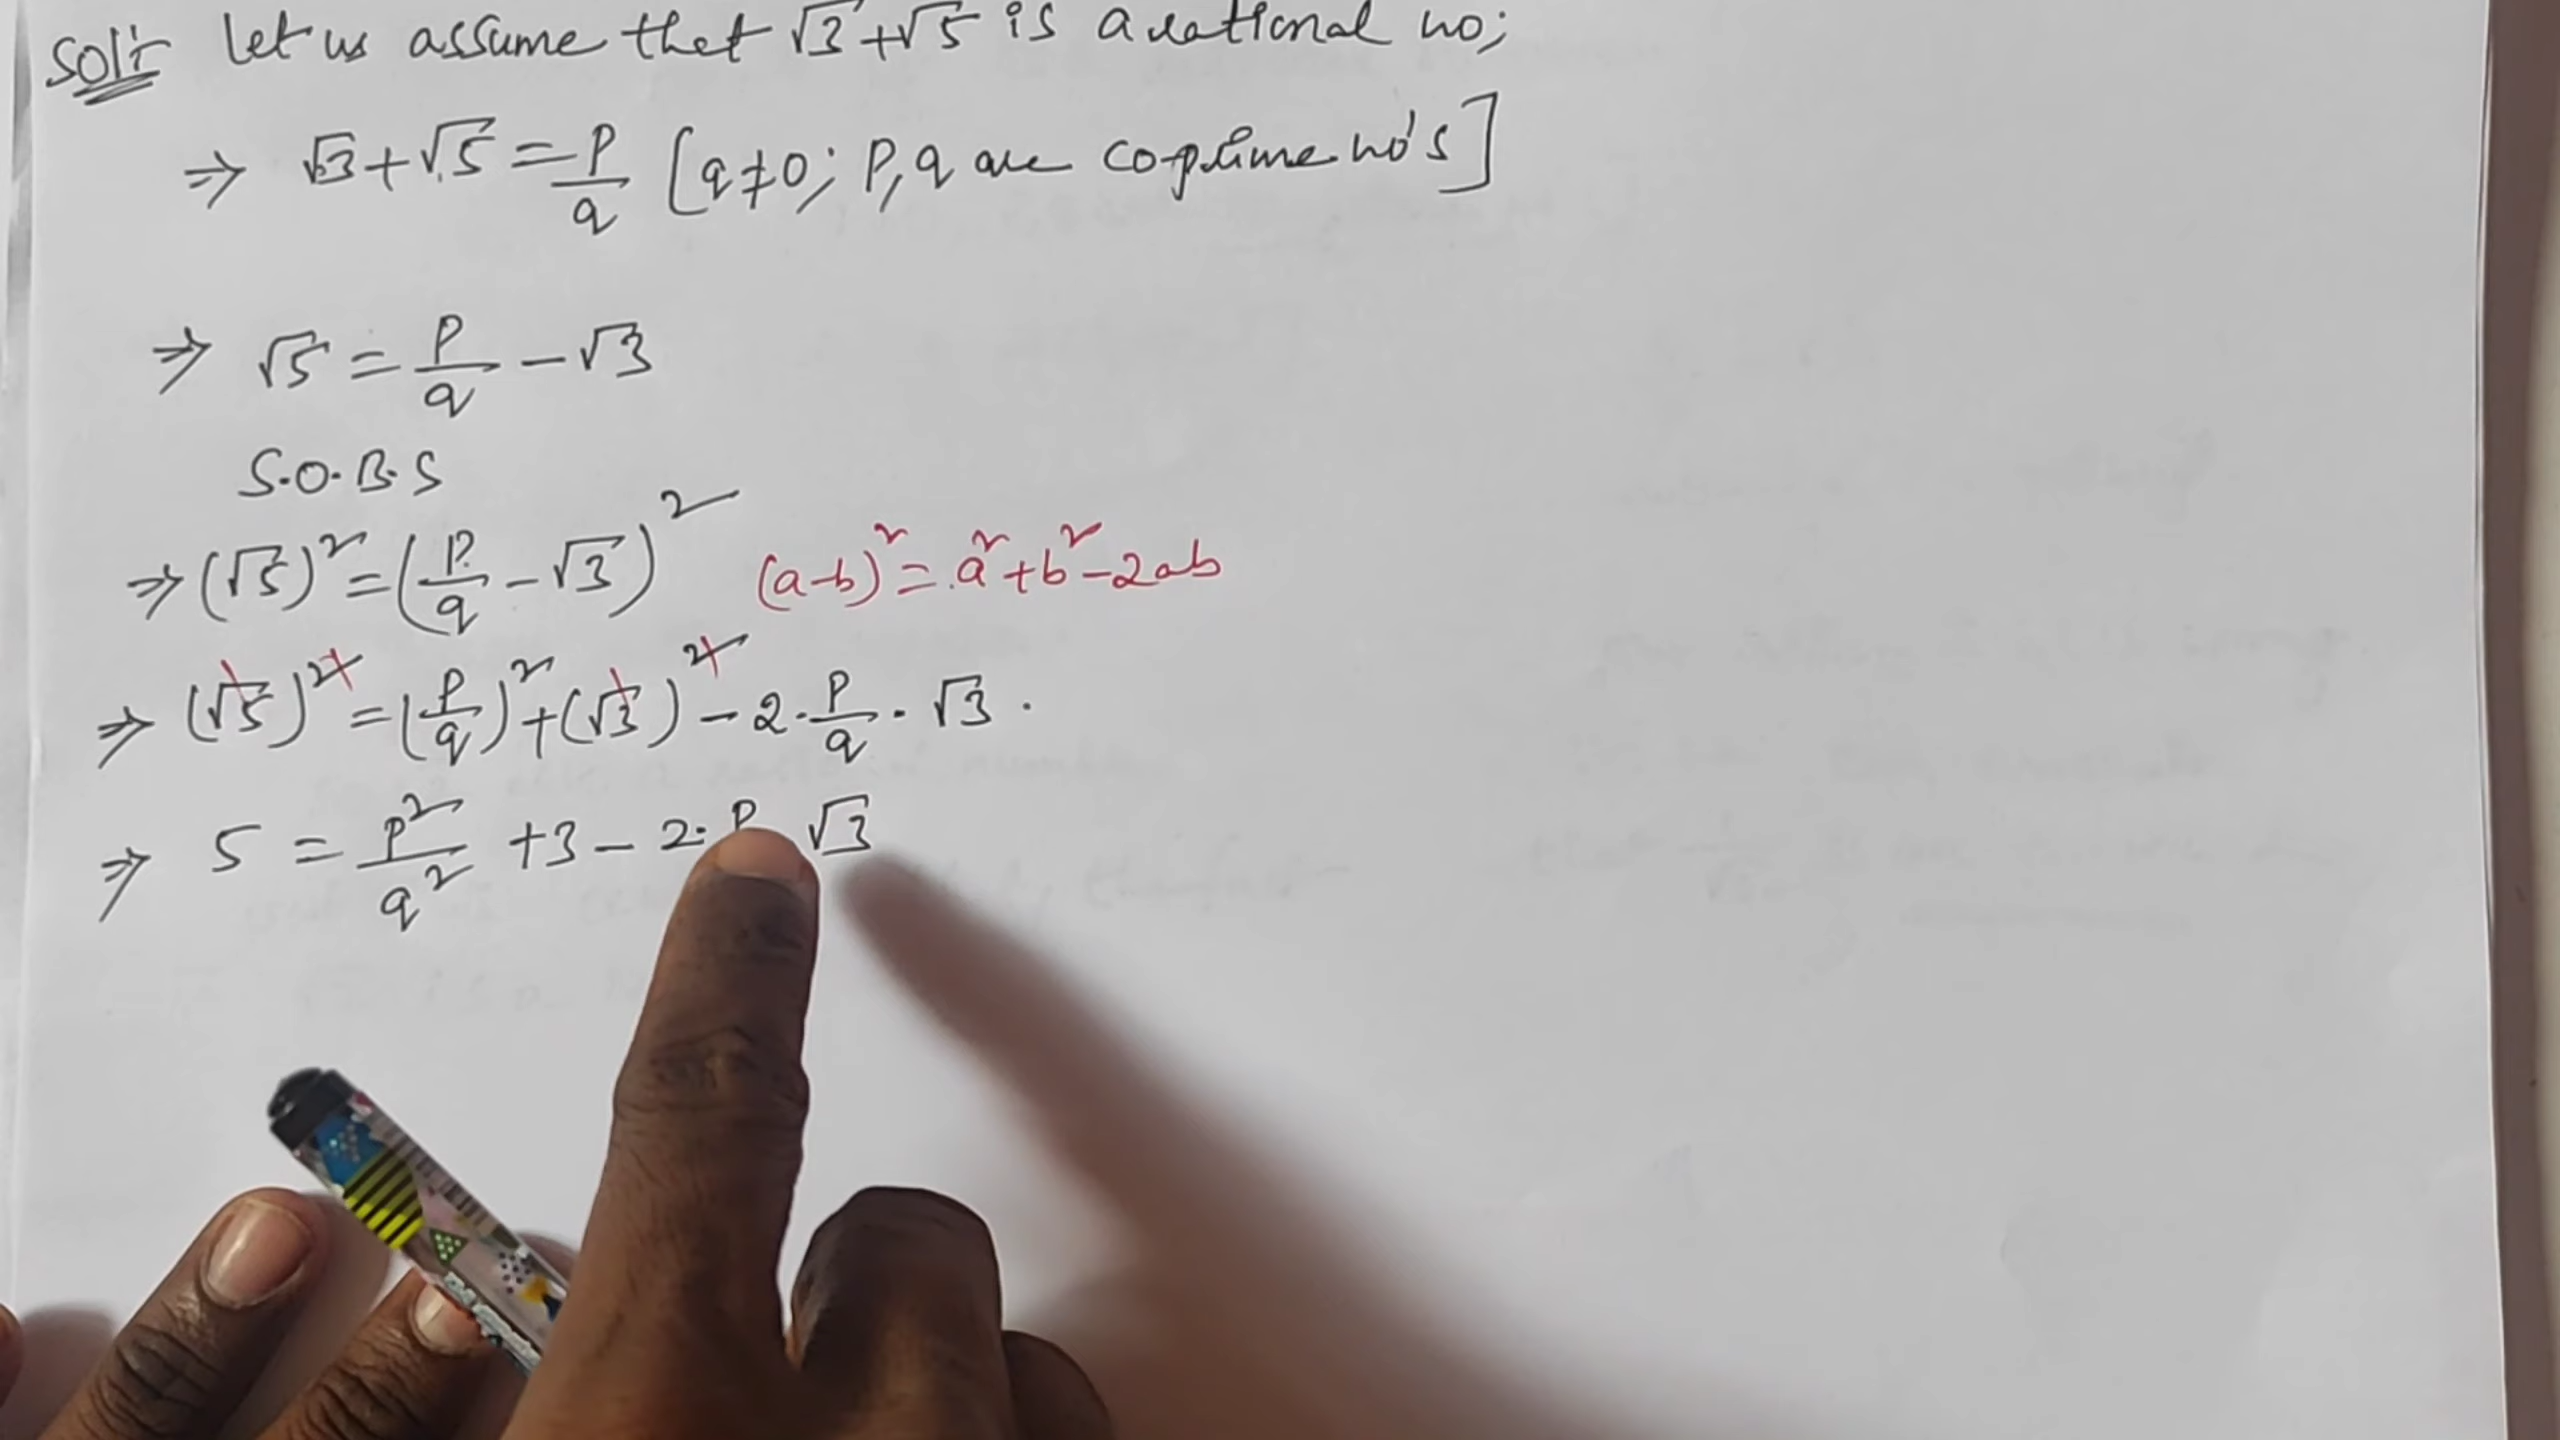 Sol:- Let us assume that √3+√5 is a rational no;
⇒ √3+√5 = p/q [q≠0; p,q are co-prime no's]
⇒ √5 = p/q − √3
S.O.B.S
⇒ (√5)² = (p/q − √3)² (a-b)² = a²+b²-2ab
⇒ (√5)² = (p/q)² + (√3)² − 2·p/q·√3.
⇒ 5 = p²/q² + 3 − 2·p √3